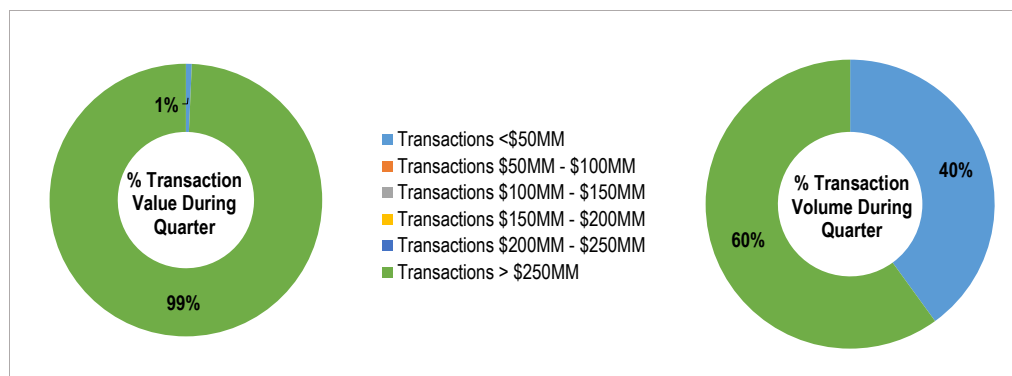 1%
% Transaction
Value During
Quarter
99%
Transactions <$50MM
Transactions $50MM - $100MM
Transactions $100MM - $150MM
Transactions $150MM - $200MM
Transactions $200MM - $250MM
Transactions > $250MM
40%
% Transaction
Volume During
Quarter
60%